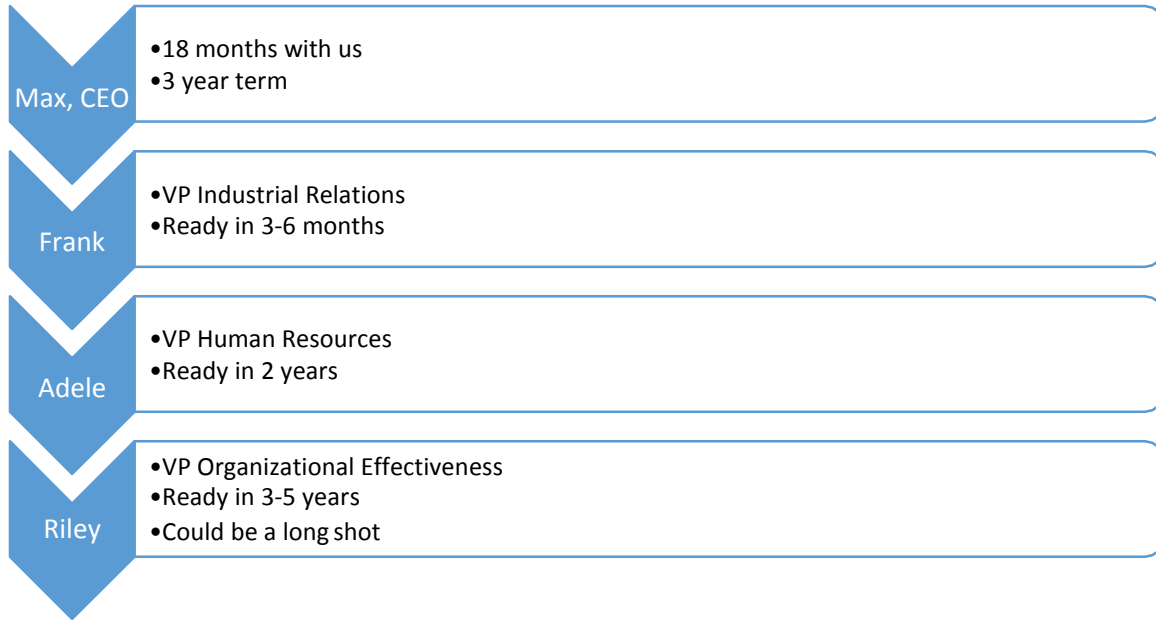 Max, CEO
•18 months with us
•3 year term
Frank
•VP Industrial Relations
•Ready in 3-6 months
Adele
•VP Human Resources
•Ready in 2 years
Riley
•VP Organizational Effectiveness
•Ready in 3-5 years
•Could be a long shot